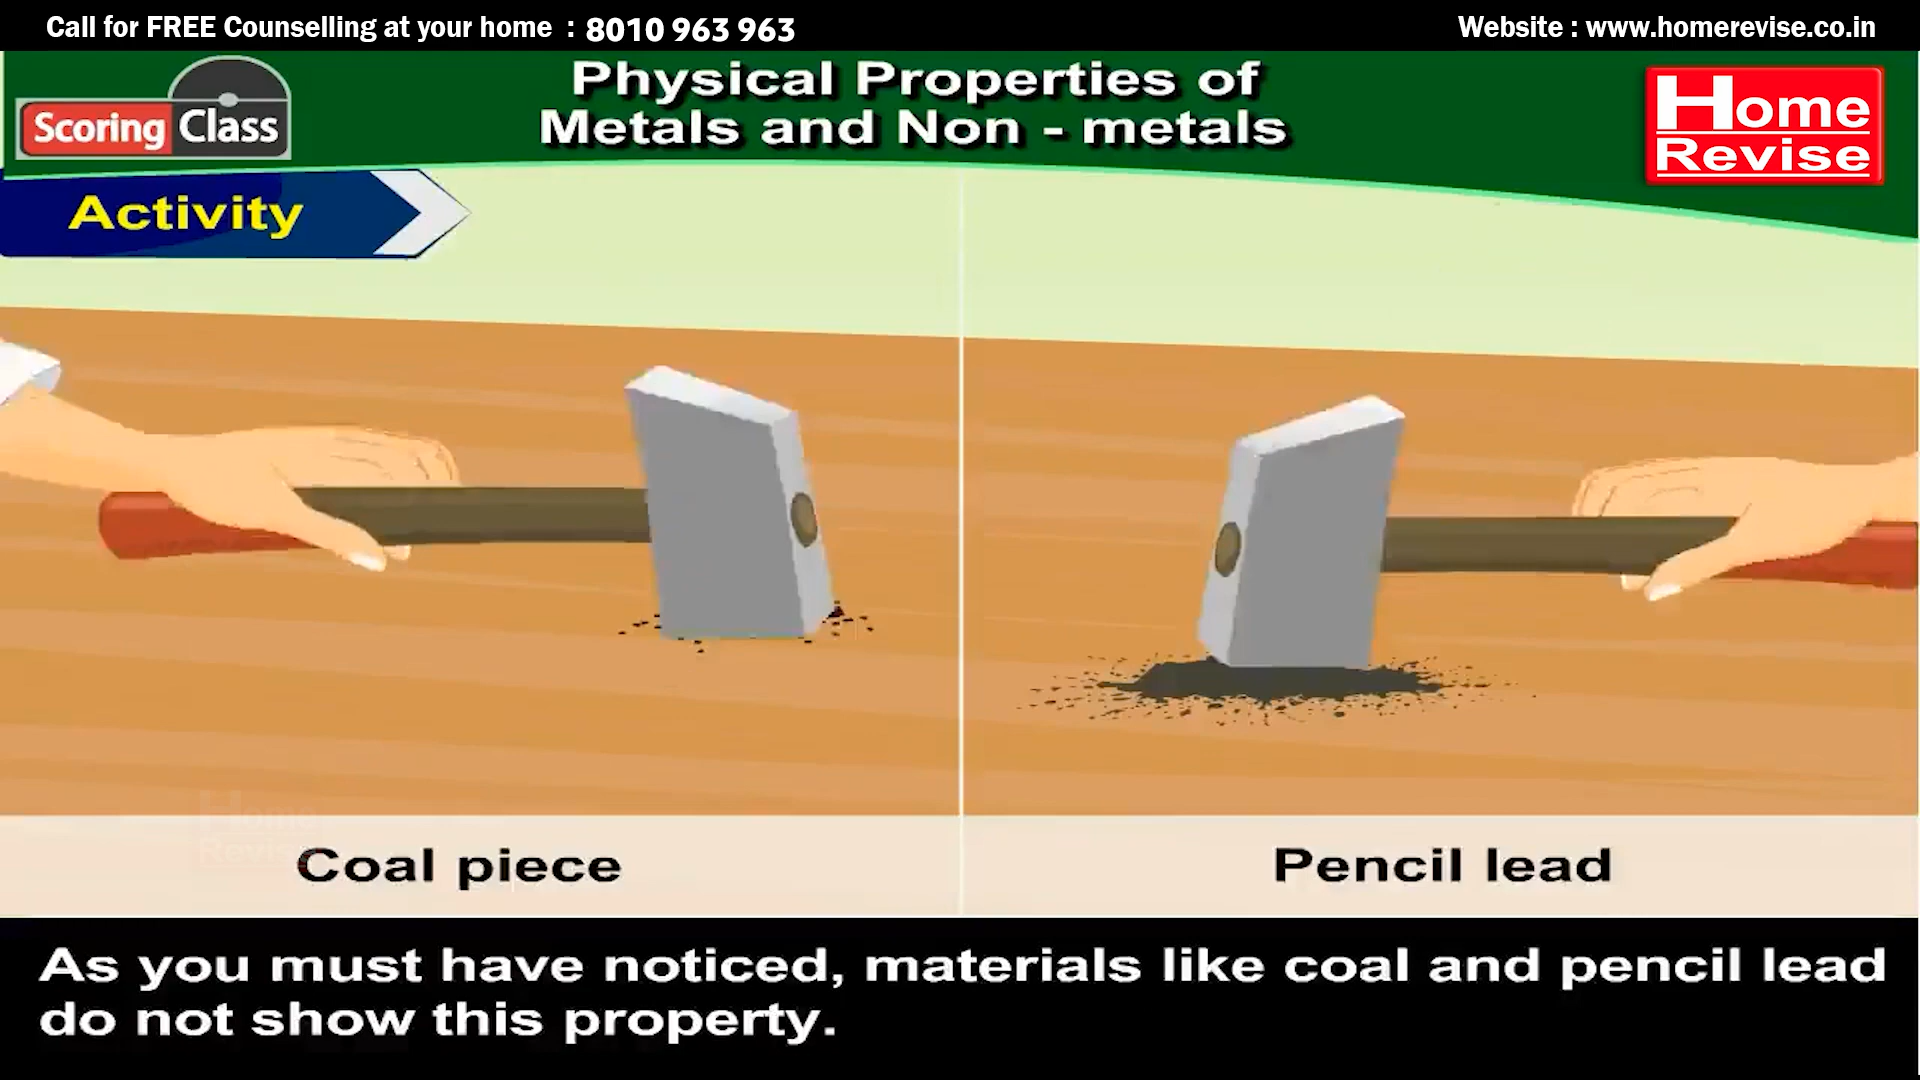 Call for FREE Counselling at your home : 8010 963 963
Website : www.homerevise.co.in
Scoring Class
Physical Properties of
Metals and Non - metals
Home
Revise
Activity
Home
Revise
Coal piece
Pencil lead
As you must have noticed, materials like coal and pencil lead
do not show this property.